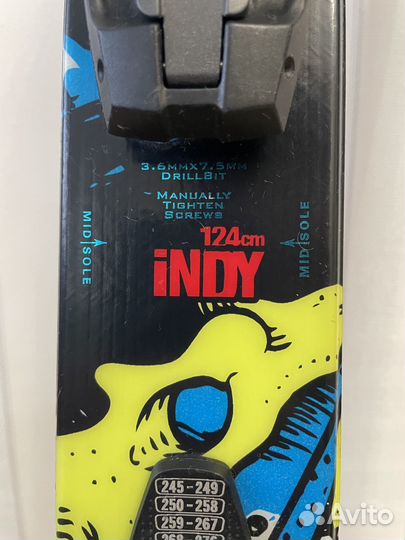 3.6MMX7.5MM
DRILLBIT
MANUALLY
TIGHTEN
SCREWS
MIDSOLE
MIDSOLE
124cm
iNDY
245-249
250-258
259-267
Avito